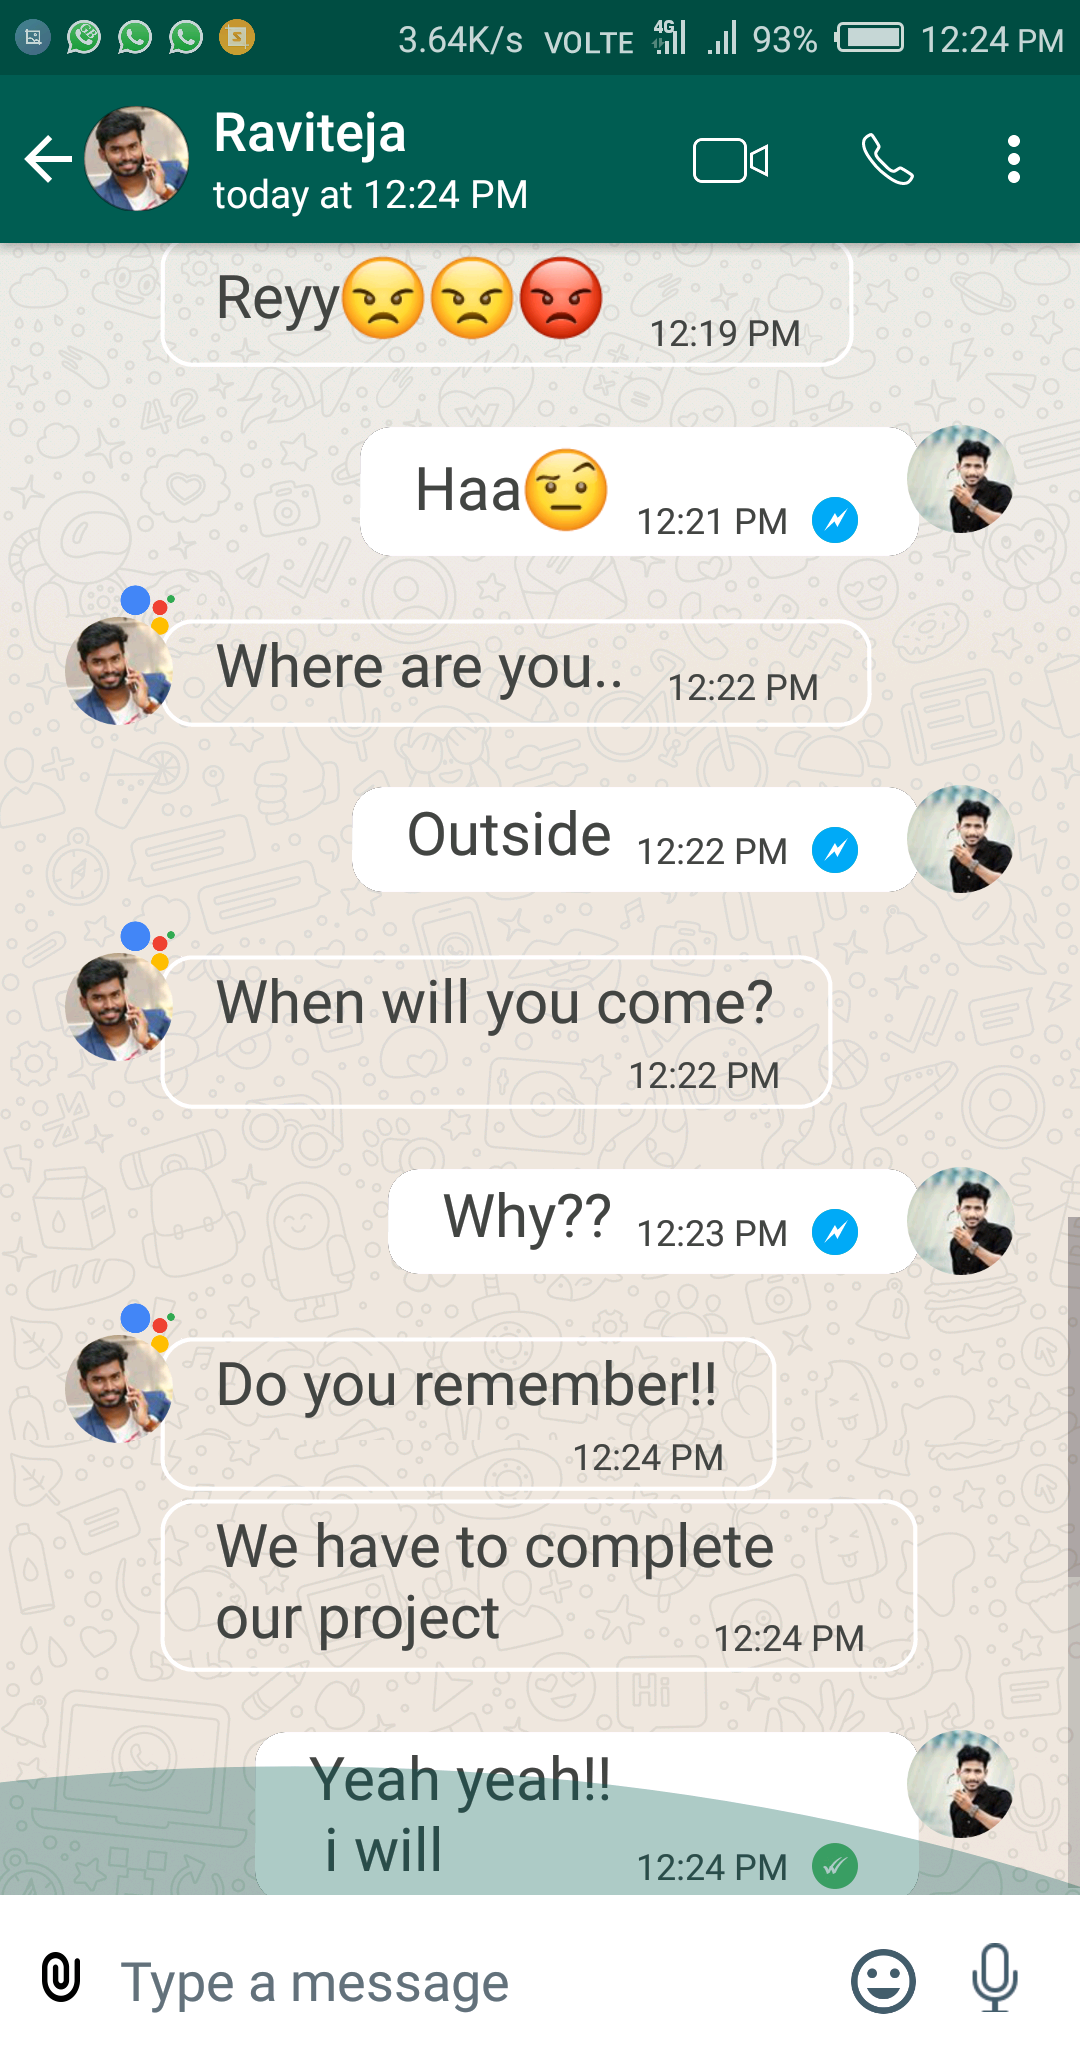 3.64K/s VOLTE 4G 93% 12:24 PM
Raviteja
today at 12:24 PM
Reyy😠😠😡
12:19 PM
Haa🤨
12:21 PM
Where are you..
12:22 PM
Outside
12:22 PM
When will you come?
12:22 PM
Why??
12:23 PM
Do you remember!!
12:24 PM
We have to complete
our project
12:24 PM
Yeah yeah!!
i will
12:24 PM
Type a message